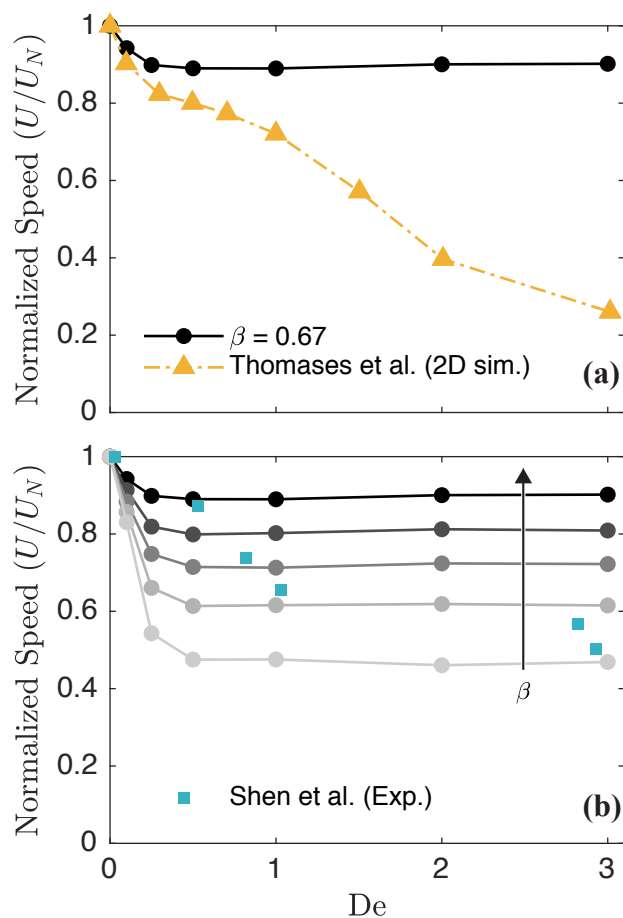 1
0.8
0.6
0.4
0.2
0
Normalized Speed (U/U_N)
β = 0.67
Thomases et al. (2D sim.)
(a)
1
0.8
0.6
0.4
0.2
0
Normalized Speed (U/U_N)
β
Shen et al. (Exp.)
(b)
0 1 2 3
De